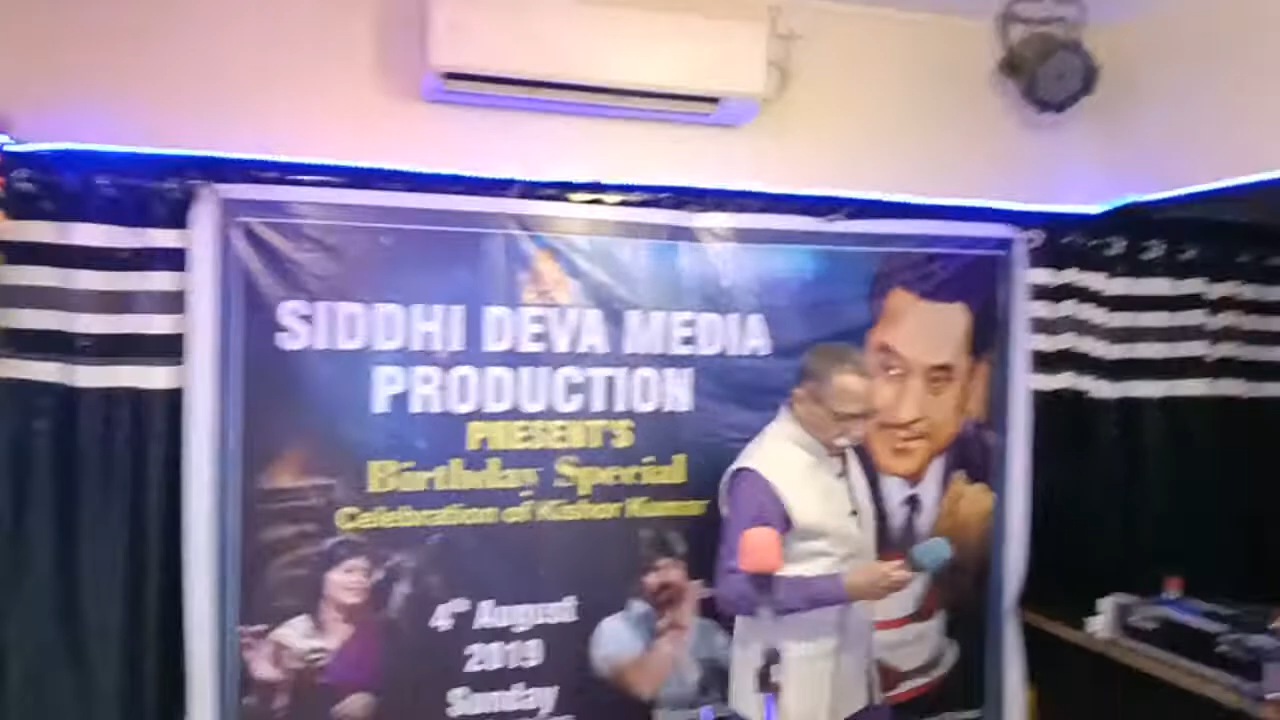 SIDDHI DEVA MEDIA
PRODUCTION
PRESENT'S
Birthday Special
Celebration of Kishor Kumar
4th August
2019
Sunday